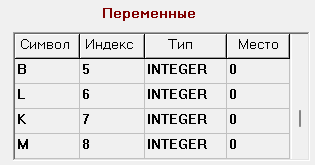 Переменные
Символ Индекс Тип Место
B 5 INTEGER 0
L 6 INTEGER 0
K 7 INTEGER 0
M 8 INTEGER 0